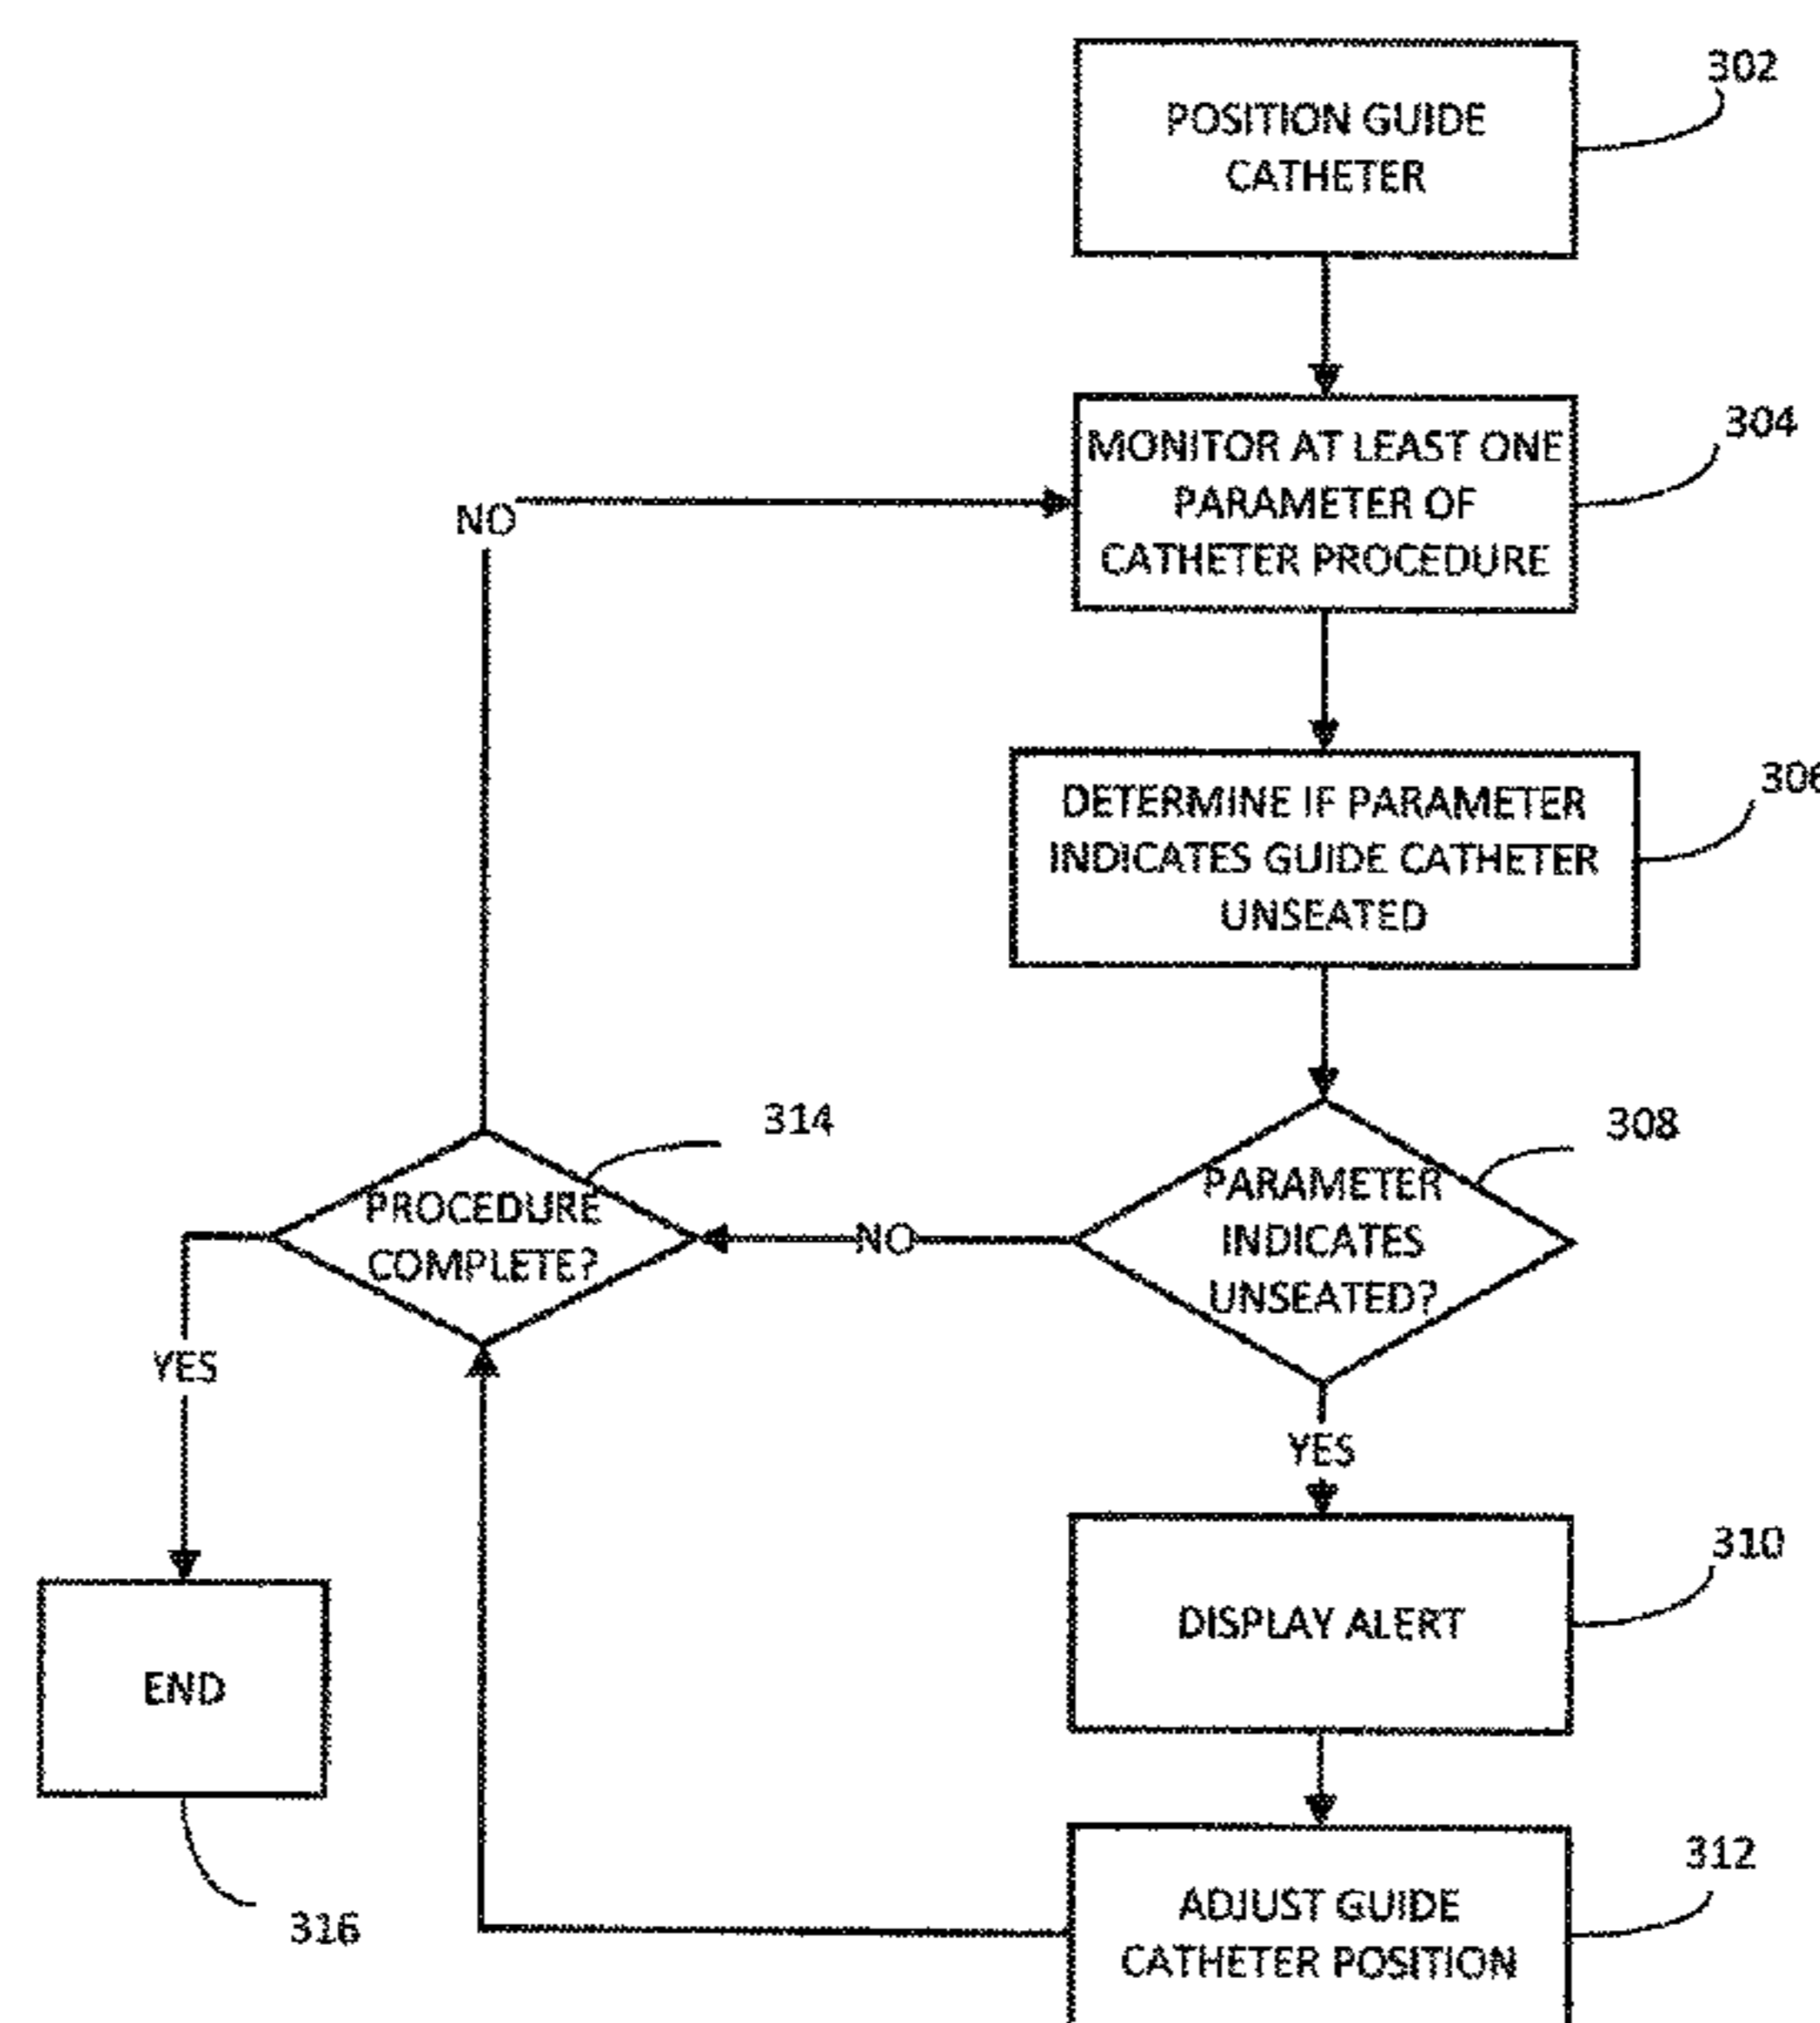 302
POSITION GUIDE
CATHETER
304
MONITOR AT LEAST ONE
PARAMETER OF
CATHETER PROCEDURE
NO
306
DETERMINE IF PARAMETER
INDICATES GUIDE CATHETER
UNSEATED
308
PARAMETER
INDICATES
UNSEATED?
NO
314
PROCEDURE
COMPLETE?
YES
YES
310
DISPLAY ALERT
END
316
312
ADJUST GUIDE
CATHETER POSITION